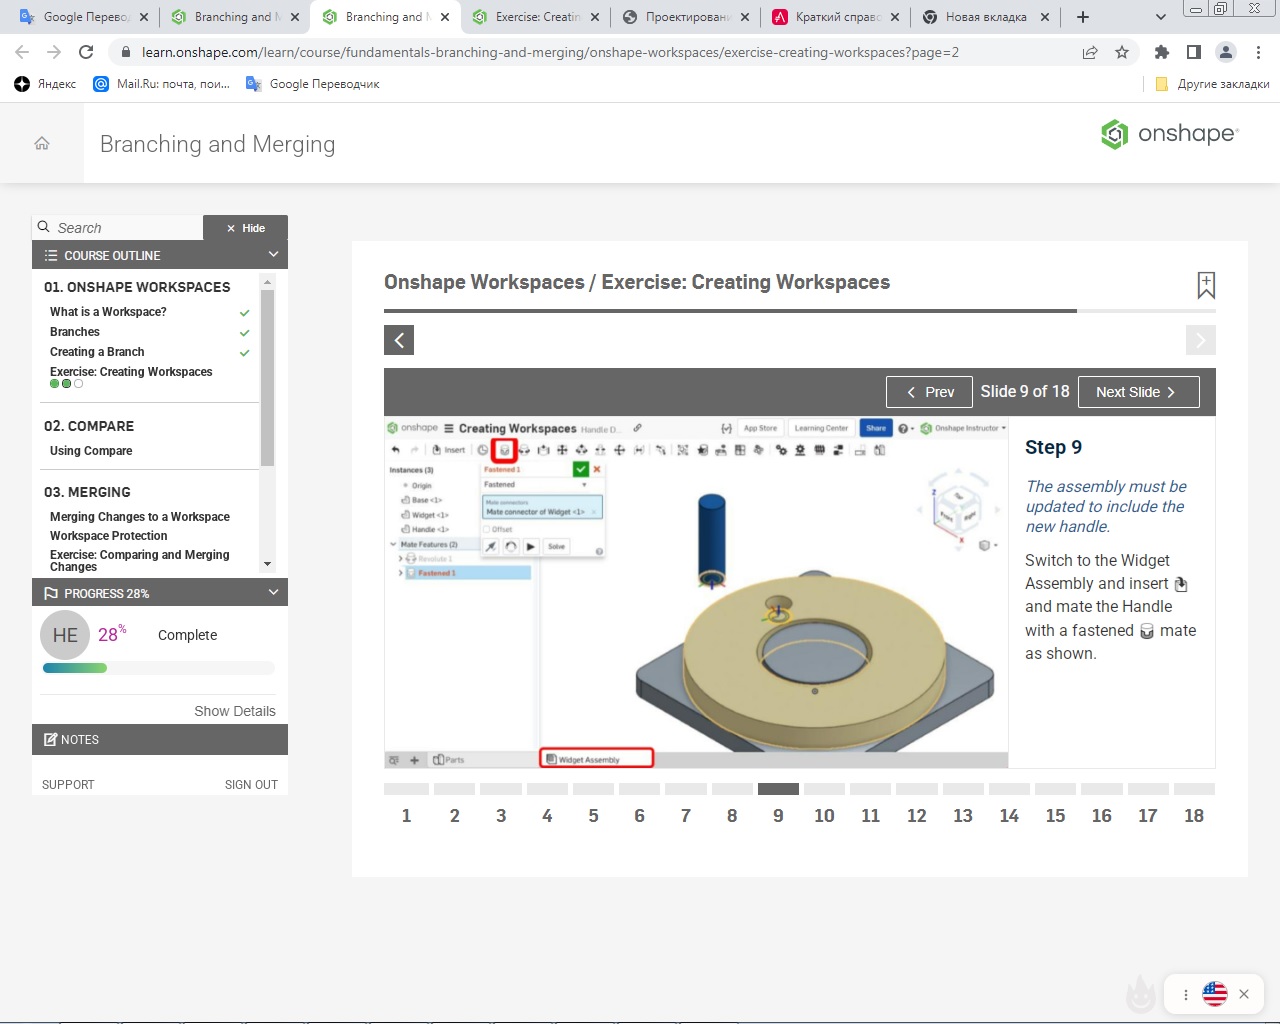 Google Перевод
Branching and M
Branching and M
Exercise: Creatin
Проектировани
Краткий справо
Новая вкладка
learn.onshape.com/learn/course/fundamentals-branching-and-merging/onshape-workspaces/exercise-creating-workspaces?page=2
Яндекс
Mail.Ru: почта, пои...
Google Переводчик
Другие закладки
Branching and Merging
onshape
Search
Hide
COURSE OUTLINE
01. ONSHAPE WORKSPACES
What is a Workspace?
Branches
Creating a Branch
Exercise: Creating Workspaces
02. COMPARE
Using Compare
03. MERGING
Merging Changes to a Workspace
Workspace Protection
Exercise: Comparing and Merging
Changes
PROGRESS 28%
HE
28%
Complete
Show Details
NOTES
SUPPORT
SIGN OUT
Onshape Workspaces / Exercise: Creating Workspaces
Prev
Slide 9 of 18
Next Slide
onshape
Creating Workspaces
Handle D...
App Store
Learning Center
Share
Onshape Instructor
Insert
Instances (3)
Origin
Base <1>
Widget <1>
Handle <1>
Mate Features (2)
Revolute 1
Fastened 1
Fastened 1
Fastened
Mate connectors
Mate connector of Widget <1>
Offset
Solve
Top
Front
Right
Z
X
Parts
Widget Assembly
Step 9
The assembly must be
updated to include the
new handle.
Switch to the Widget
Assembly and insert
and mate the Handle
with a fastened mate
as shown.
1 2 3 4 5 6 7 8 9 10 11 12 13 14 15 16 17 18